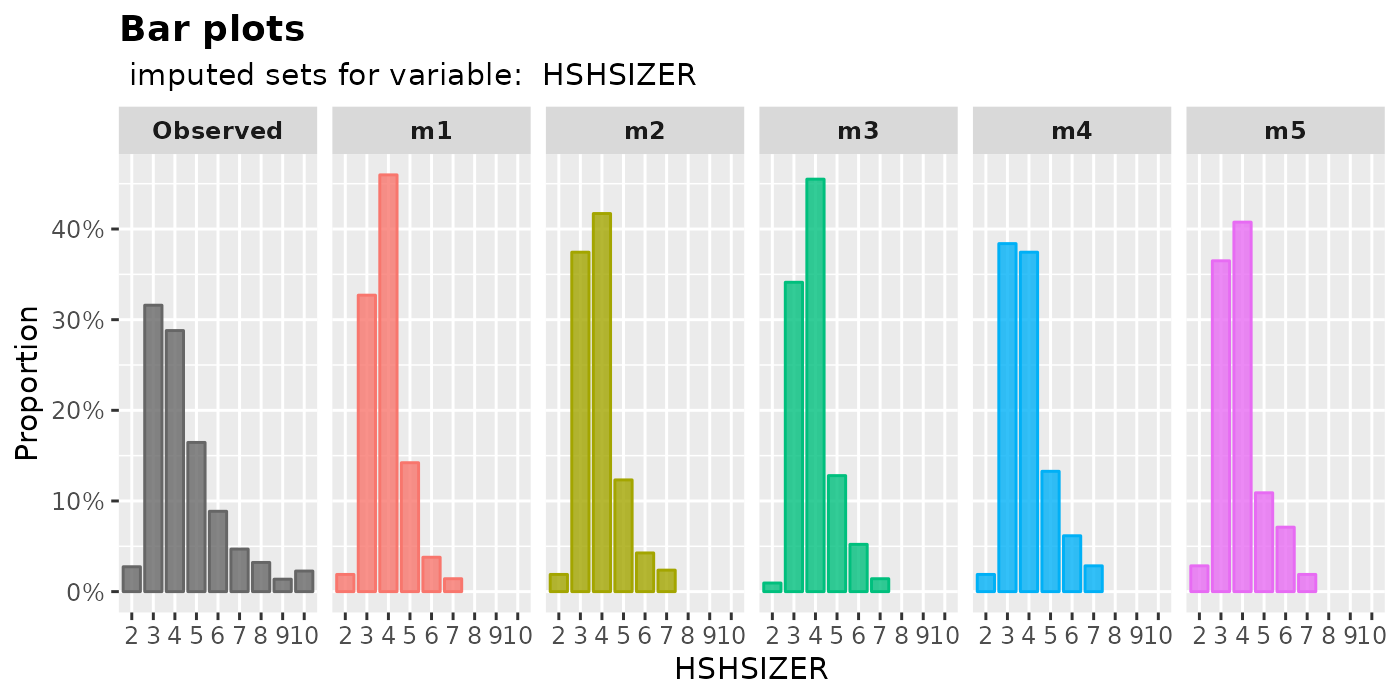 Bar plots
imputed sets for variable: HSHSIZER
Observed m1 m2 m3 m4 m5
40%
30%
20%
10%
0%
Proportion
2 3 4 5 6 7 8 9 10 2 3 4 5 6 7 8 9 10 2 3 4 5 6 7 8 9 10 2 3 4 5 6 7 8 9 10 2 3 4 5 6 7 8 9 10 2 3 4 5 6 7 8 9 10
HSHSIZER